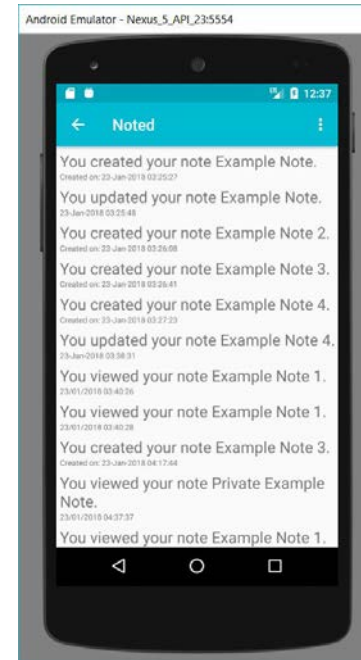 Android Emulator - Nexus_5_API_23:5554
12:37
Noted
You created your note Example Note.
Created on: 23-Jan-2018 03:25:27
You updated your note Example Note.
23-Jan-2018 03:25:48
You created your note Example Note 2.
Created on: 23-Jan-2018 03:26:08
You created your note Example Note 3.
Created on: 23-Jan-2018 03:26:41
You created your note Example Note 4.
Created on: 23-Jan-2018 03:27:23
You updated your note Example Note 4.
23-Jan-2018 03:38:31
You viewed your note Example Note 1.
23/01/2018 03:40:26
You viewed your note Example Note 1.
23/01/2018 03:40:28
You created your note Example Note 3.
Created on: 23-Jan-2018 04:17:44
You viewed your note Private Example
Note.
23/01/2018 04:37:37
You viewed your note Example Note 1.